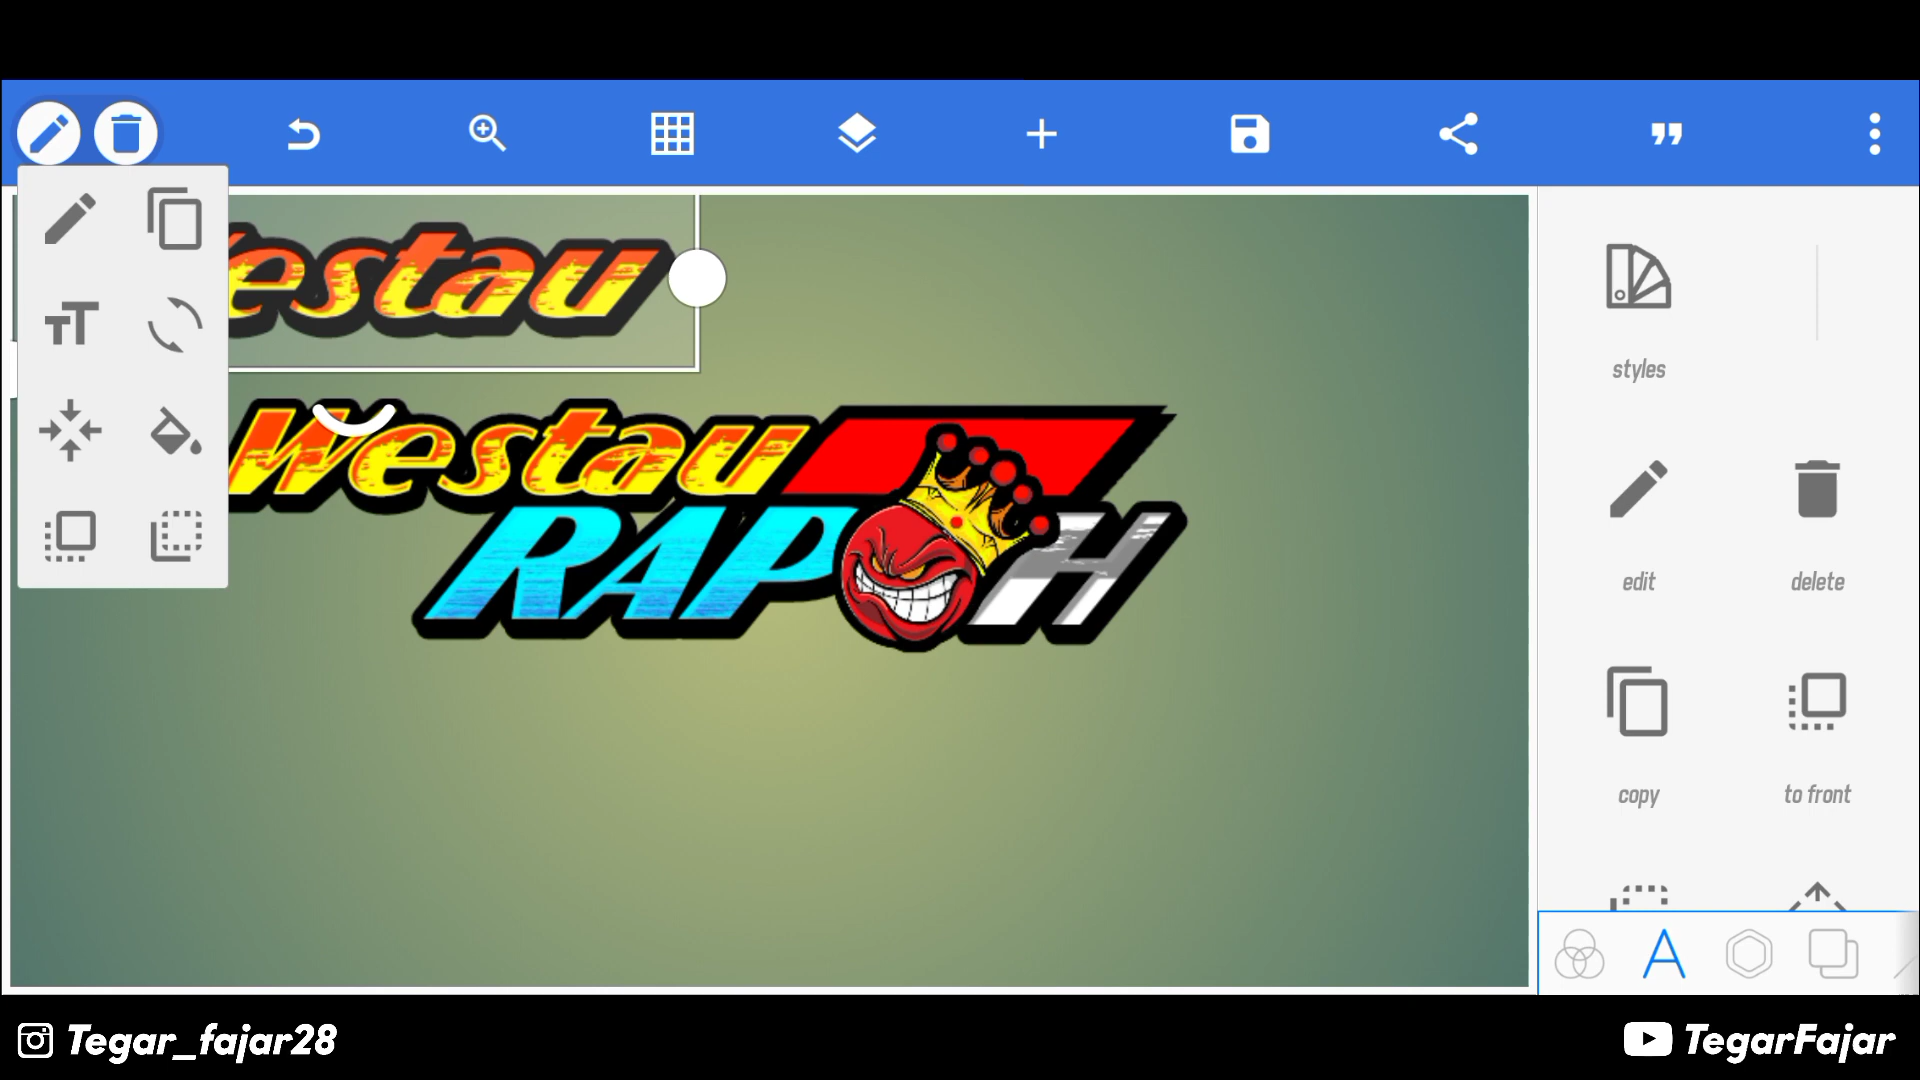 estau
styles
Westau
RAP H
edit
delete
copy
to front
Tegar_fajar28
TegarFajar